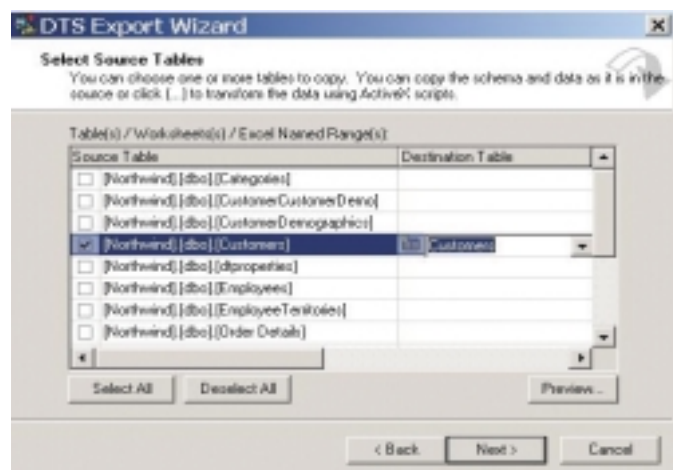 DTS Export Wizard
Select Source Tables
You can choose one or more tables to copy. You can copy the schema and data as it is in the
source or click (...) to transform the data using ActiveX scripts.
Table(s) / Worksheets(s) / Excel Named Range(s):
Source Table Destination Table
[Northwind].[dbo].[Categories]
[Northwind].[dbo].[CustomerCustomerDemo]
[Northwind].[dbo].[CustomerDemographics]
[Northwind].[dbo].[Customers] Customers
[Northwind].[dbo].[dtproperties]
[Northwind].[dbo].[Employees]
[Northwind].[dbo].[EmployeeTerritories]
[Northwind].[dbo].[Order Details]
Select All Deselect All Preview...
< Back Next > Cancel